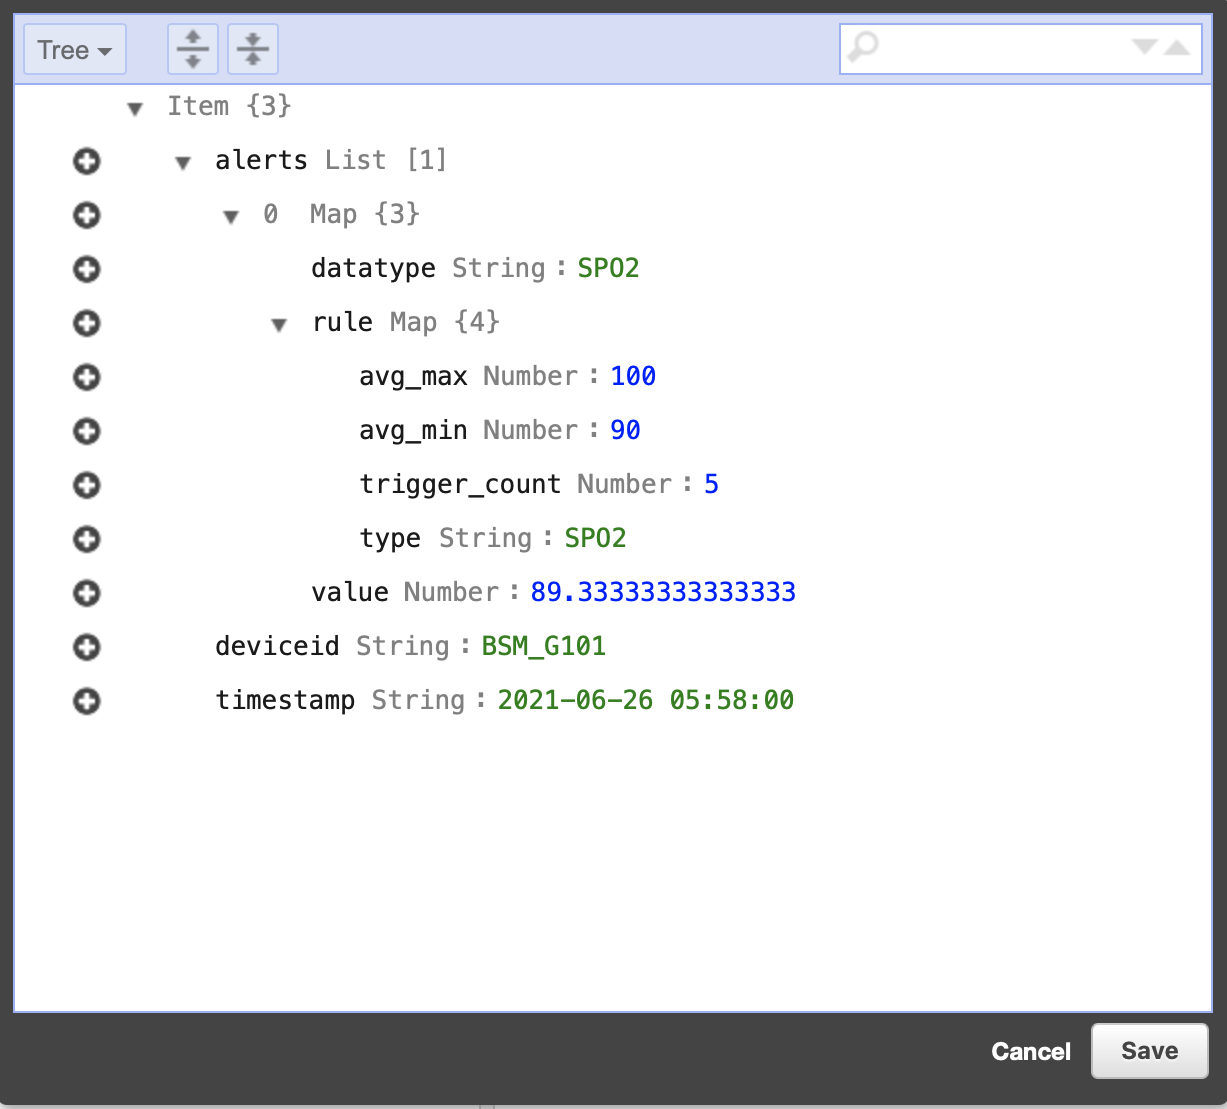 Tree
Item {3}
alerts List [1]
0 Map {3}
datatype String : SPO2
rule Map {4}
avg_max Number : 100
avg_min Number : 90
trigger_count Number : 5
type String : SPO2
value Number : 89.33333333333333
deviceid String : BSM_G101
timestamp String : 2021-06-26 05:58:00
Cancel Save